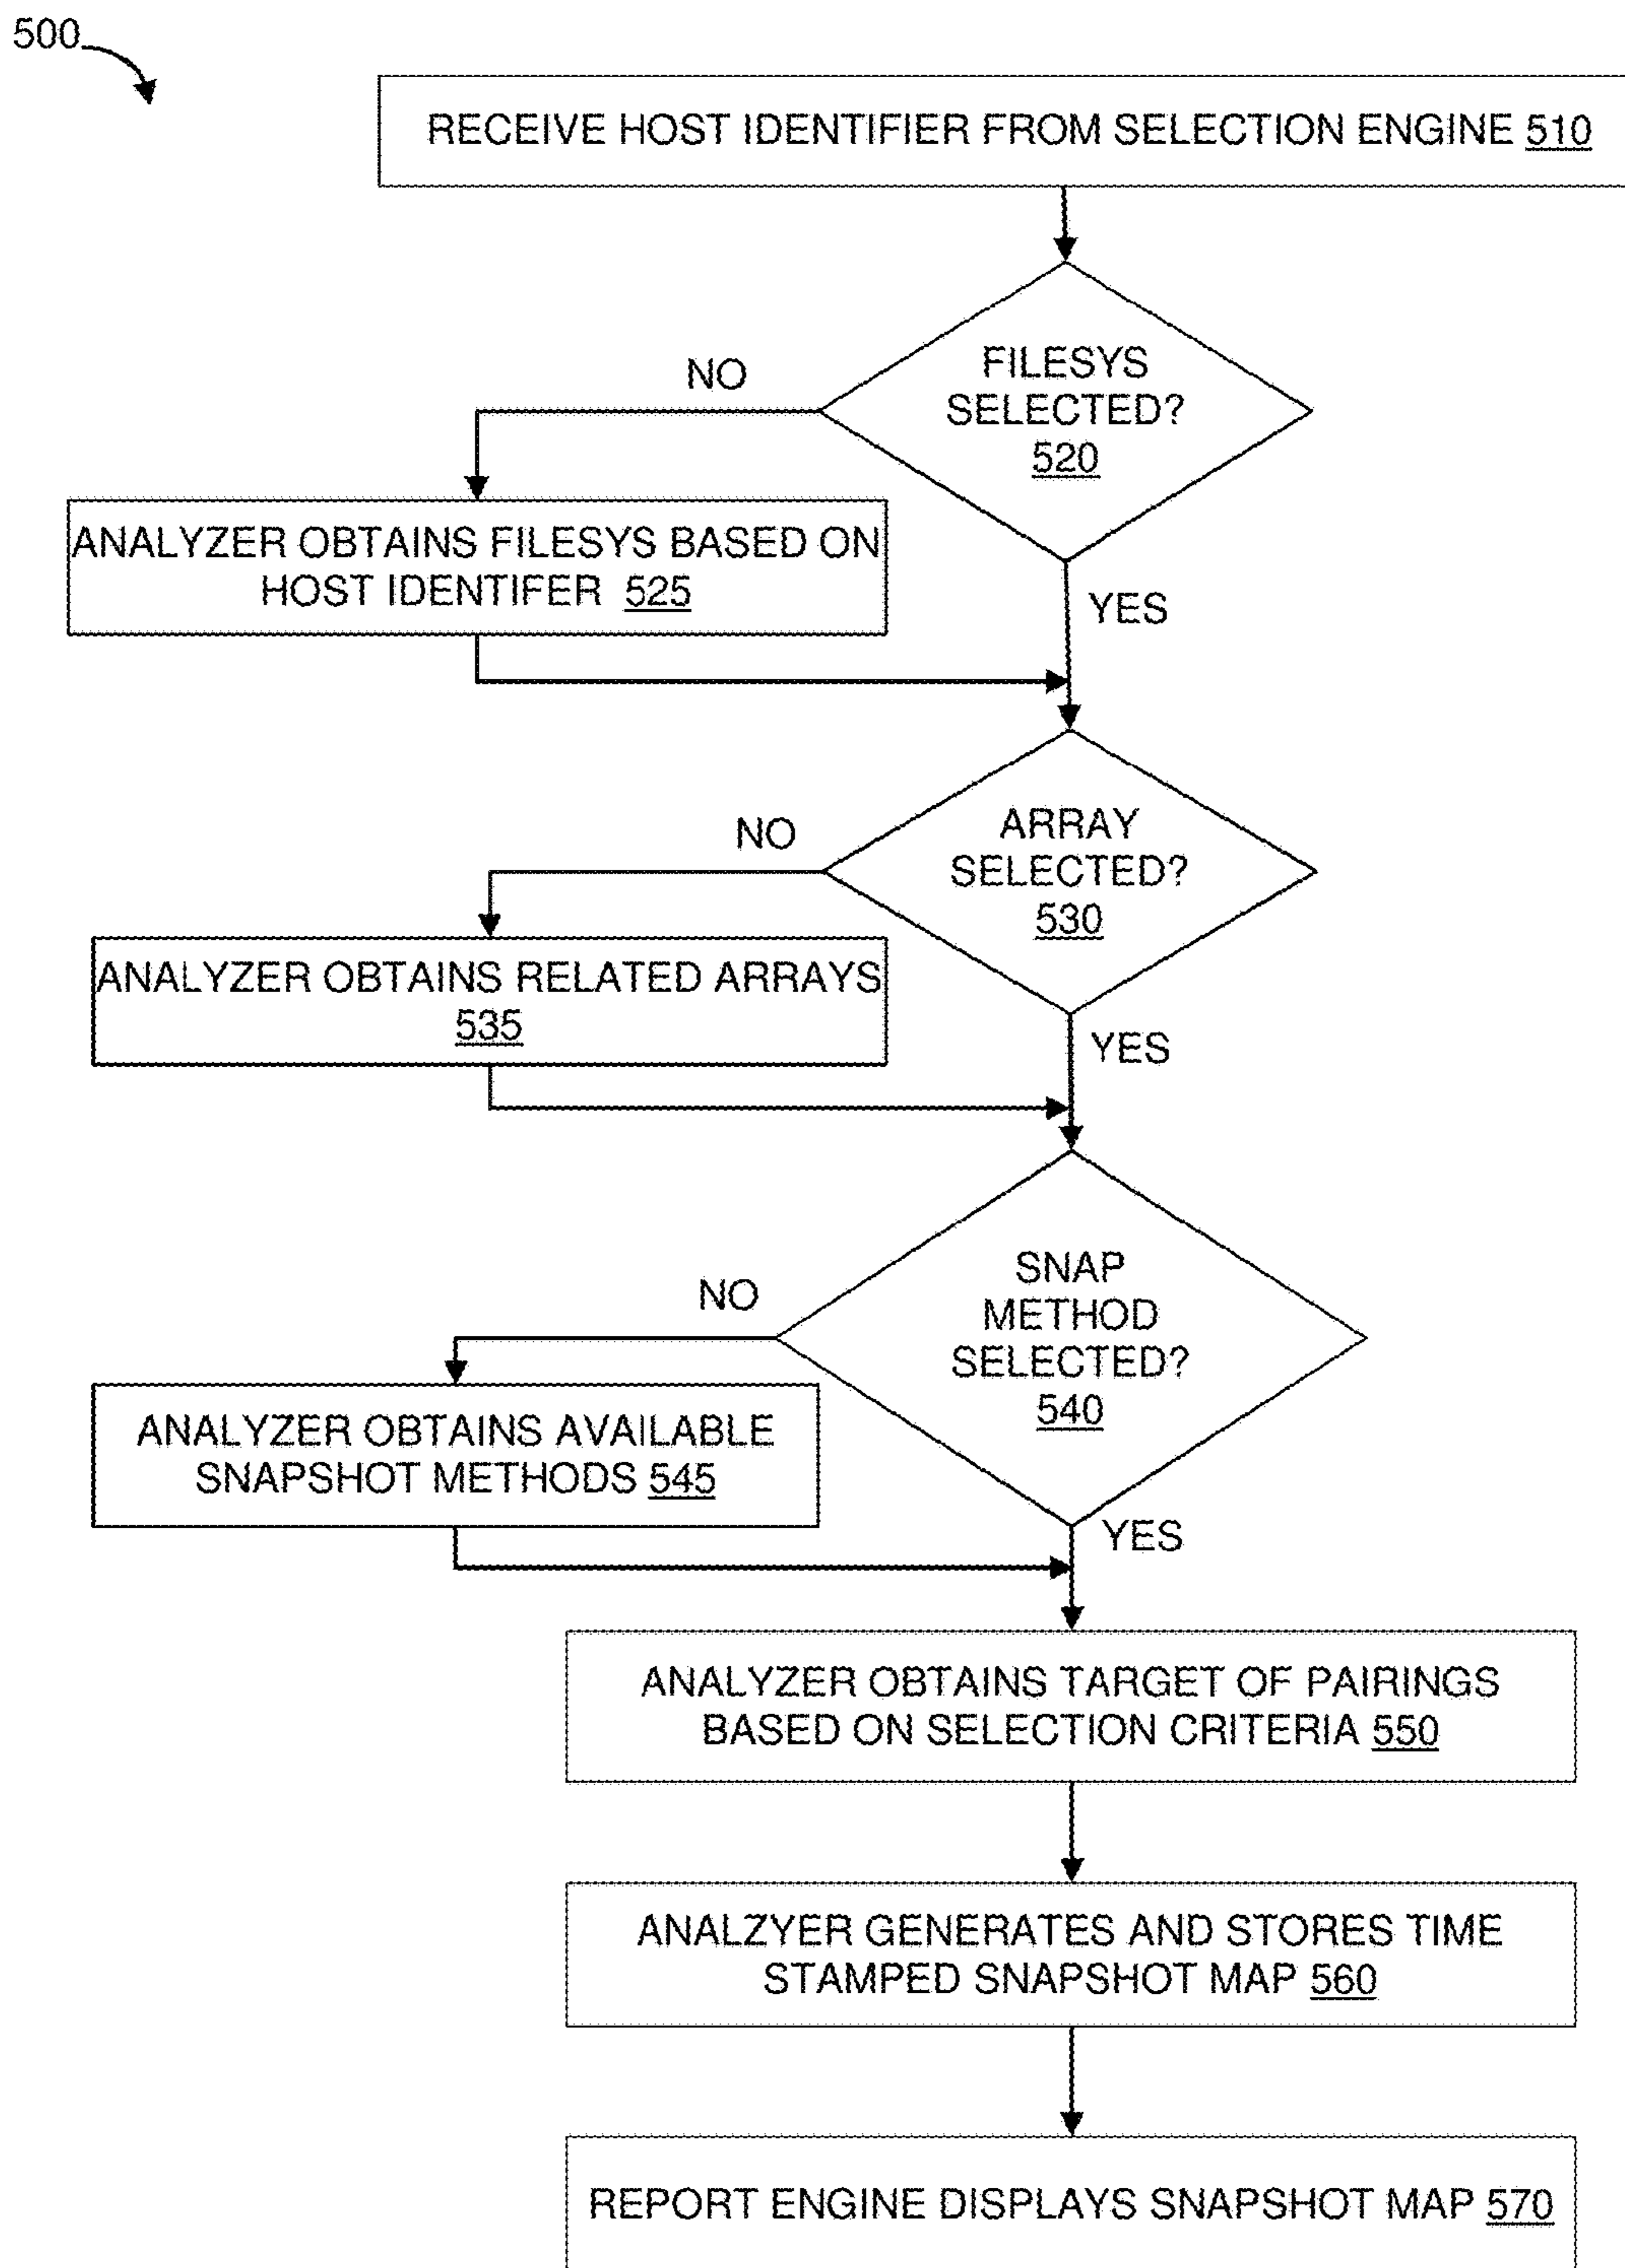 500
RECEIVE HOST IDENTIFIER FROM SELECTION ENGINE 510
FILESYS
SELECTED?
520
NO
ANALYZER OBTAINS FILESYS BASED ON
HOST IDENTIFER 525
YES
ARRAY
SELECTED?
530
NO
ANALYZER OBTAINS RELATED ARRAYS
535
YES
SNAP
METHOD
SELECTED?
540
NO
ANALYZER OBTAINS AVAILABLE
SNAPSHOT METHODS 545
YES
ANALYZER OBTAINS TARGET OF PAIRINGS
BASED ON SELECTION CRITERIA 550
ANALZYER GENERATES AND STORES TIME
STAMPED SNAPSHOT MAP 560
REPORT ENGINE DISPLAYS SNAPSHOT MAP 570